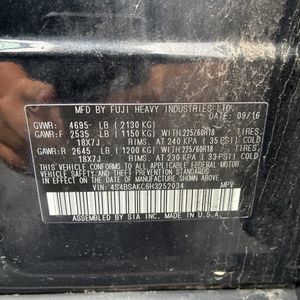 MFD BY FUJI HEAVY INDUSTRIES LTD.
DATE: 09/16
GVWR: 4695 LB (2130 KG)
GAWR:F 2535 LB (1150 KG) WITH 225/60R18 TIRES.
18X7J RIMS, AT 240 KPA (35 PSI) COLD
GAWR:R 2645 LB (1200 KG) WITH 225/60R18 TIRES.
18X7J RIMS, AT 230 KPA (33 PSI) COLD
THIS VEHICLE CONFORMS TO ALL APPLICABLE FEDERAL
MOTOR VEHICLE SAFETY
STANDARDS IN EFFECT ON THE DATE OF MANUFACTURE SHOWN ABOVE.
VIN: 4S4BSAKC6H3252034 MPV
ASSEMBLED BY SIA INC. MADE IN U.S.A.